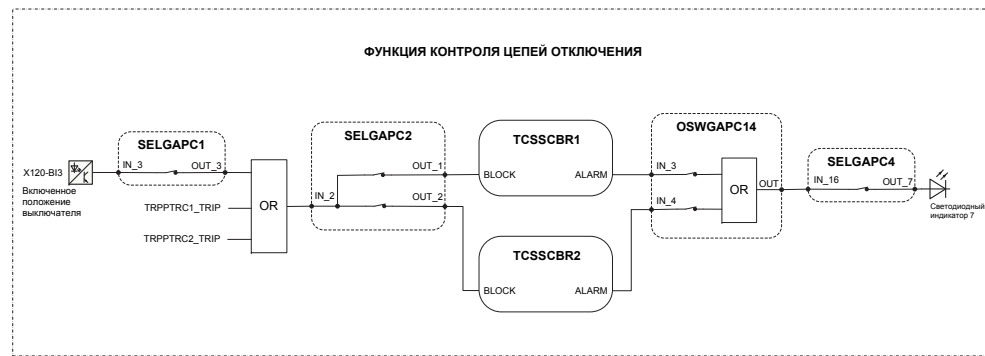 ФУНКЦИЯ КОНТРОЛЯ ЦЕПЕЙ ОТКЛЮЧЕНИЯ
SELGAPC1
X120-BI3
IN_3
OUT_3
Включенное
положение
выключателя
TRPPTRC1_TRIP
TRPPTRC2_TRIP
OR
SELGAPC2
IN_2
OUT_1
OUT_2
TCSSCBR1
BLOCK
ALARM
TCSSCBR2
BLOCK
ALARM
OSWGAPC14
IN_3
IN_4
OR
OUT
SELGAPC4
IN_16
OUT_7
Светодиодный
индикатор 7